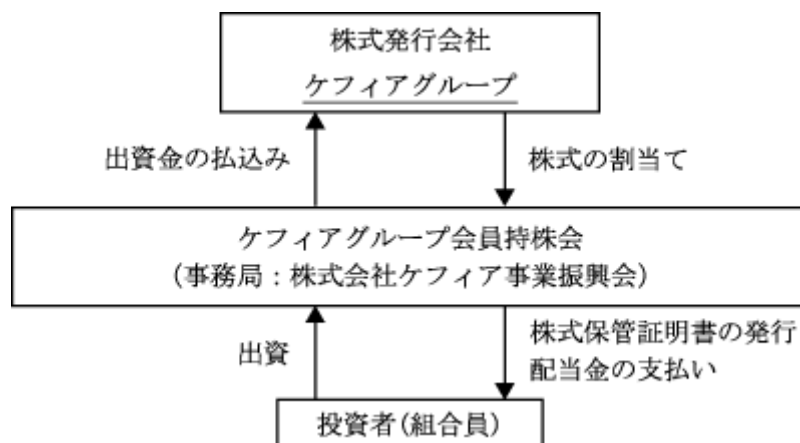 株式発行会社
ケフィアグループ
出資金の払込み
株式の割当て
ケフィアグループ会員持株会
(事務局:株式会社ケフィア事業振興会)
出資
株式保管証明書の発行
配当金の支払い
投資者(組合員)